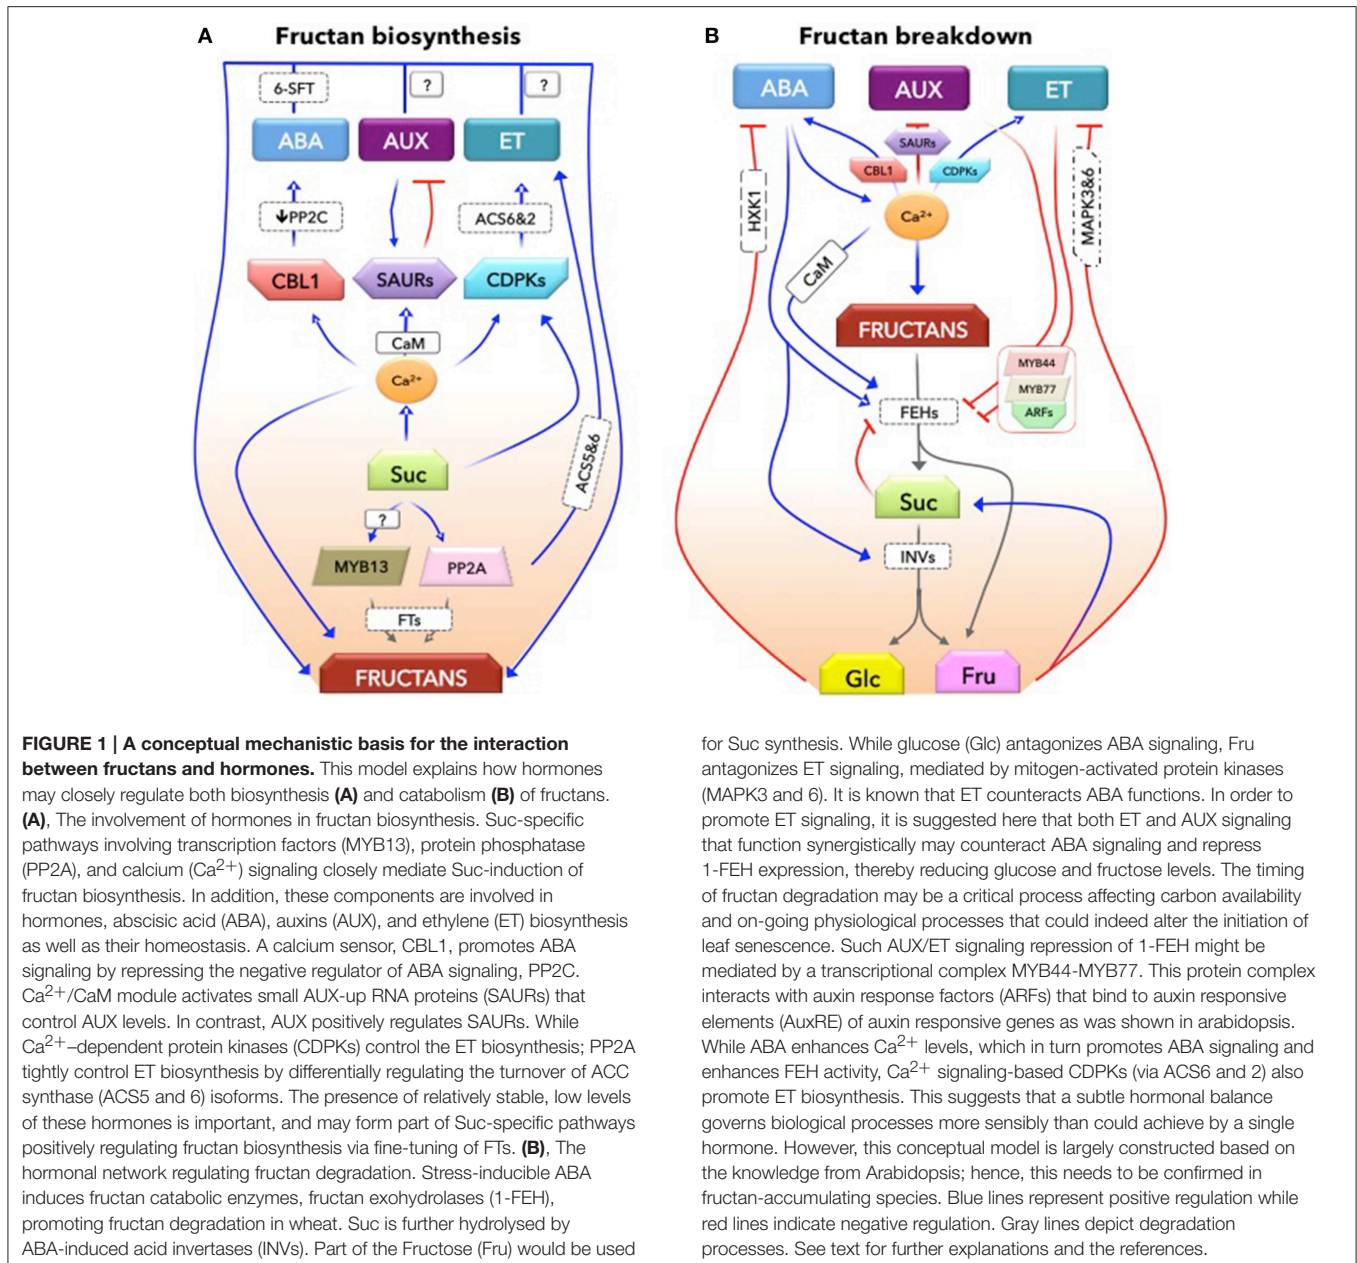 A
Fructan biosynthesis
6-SFT
?
?
ABA
AUX
ET
🡇PP2C
ACS6&2
CBL1
SAURs
CDPKs
CaM
Ca²⁺
Suc
ACS5&6
?
MYB13
PP2A
FTs
FRUCTANS
B
Fructan breakdown
ABA
AUX
ET
SAURs
CBL1
CDPKs
HXK1
MAPK3&6
Ca²⁺
CaM
FRUCTANS
MYB44
MYB77
ARFs
FEHs
Suc
INVs
Glc
Fru
FIGURE 1 | A conceptual mechanistic basis for the interaction
between fructans and hormones. This model explains how hormones
may closely regulate both biosynthesis (A) and catabolism (B) of fructans.
(A), The involvement of hormones in fructan biosynthesis. Suc-specific
pathways involving transcription factors (MYB13), protein phosphatase
(PP2A), and calcium (Ca²⁺) signaling closely mediate Suc-induction of
fructan biosynthesis. In addition, these components are involved in
hormones, abscisic acid (ABA), auxins (AUX), and ethylene (ET) biosynthesis
as well as their homeostasis. A calcium sensor, CBL1, promotes ABA
signaling by repressing the negative regulator of ABA signaling, PP2C.
Ca²⁺/CaM module activates small AUX-up RNA proteins (SAURs) that
control AUX levels. In contrast, AUX positively regulates SAURs. While
Ca²⁺–dependent protein kinases (CDPKs) control the ET biosynthesis; PP2A
tightly control ET biosynthesis by differentially regulating the turnover of ACC
synthase (ACS5 and 6) isoforms. The presence of relatively stable, low levels
of these hormones is important, and may form part of Suc-specific pathways
positively regulating fructan biosynthesis via fine-tuning of FTs. (B), The
hormonal network regulating fructan degradation. Stress-inducible ABA
induces fructan catabolic enzymes, fructan exohydrolases (1-FEH),
promoting fructan degradation in wheat. Suc is further hydrolysed by
ABA-induced acid invertases (INVs). Part of the Fructose (Fru) would be used
for Suc synthesis. While glucose (Glc) antagonizes ABA signaling, Fru
antagonizes ET signaling, mediated by mitogen-activated protein kinases
(MAPK3 and 6). It is known that ET counteracts ABA functions. In order to
promote ET signaling, it is suggested here that both ET and AUX signaling
that function synergistically may counteract ABA signaling and repress
1-FEH expression, thereby reducing glucose and fructose levels. The timing
of fructan degradation may be a critical process affecting carbon availability
and on-going physiological processes that could indeed alter the initiation of
leaf senescence. Such AUX/ET signaling repression of 1-FEH might be
mediated by a transcriptional complex MYB44-MYB77. This protein complex
interacts with auxin response factors (ARFs) that bind to auxin responsive
elements (AuxRE) of auxin responsive genes as was shown in arabidopsis.
While ABA enhances Ca²⁺ levels, which in turn promotes ABA signaling and
enhances FEH activity, Ca²⁺ signaling-based CDPKs (via ACS6 and 2) also
promote ET biosynthesis. This suggests that a subtle hormonal balance
governs biological processes more sensibly than could achieve by a single
hormone. However, this conceptual model is largely constructed based on
the knowledge from Arabidopsis; hence, this needs to be confirmed in
fructan-accumulating species. Blue lines represent positive regulation while
red lines indicate negative regulation. Gray lines depict degradation
processes. See text for further explanations and the references.